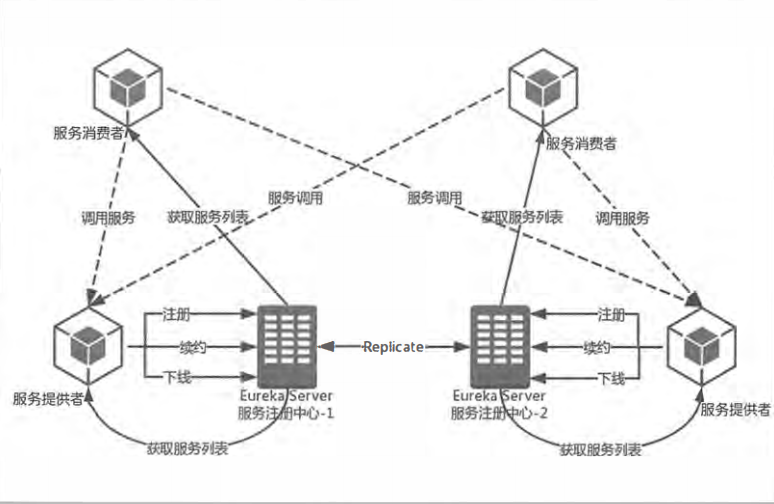 服务消费者
服务消费者
服务调用
服务调用
调用服务
获取服务列表
获取服务列表
调用服务
注册
注册
续约
Replicate
续约
下线
下线
服务提供者
Eureka Server
服务注册中心-1
Eureka Server
服务注册中心-2
服务提供者
获取服务列表
获取服务列表